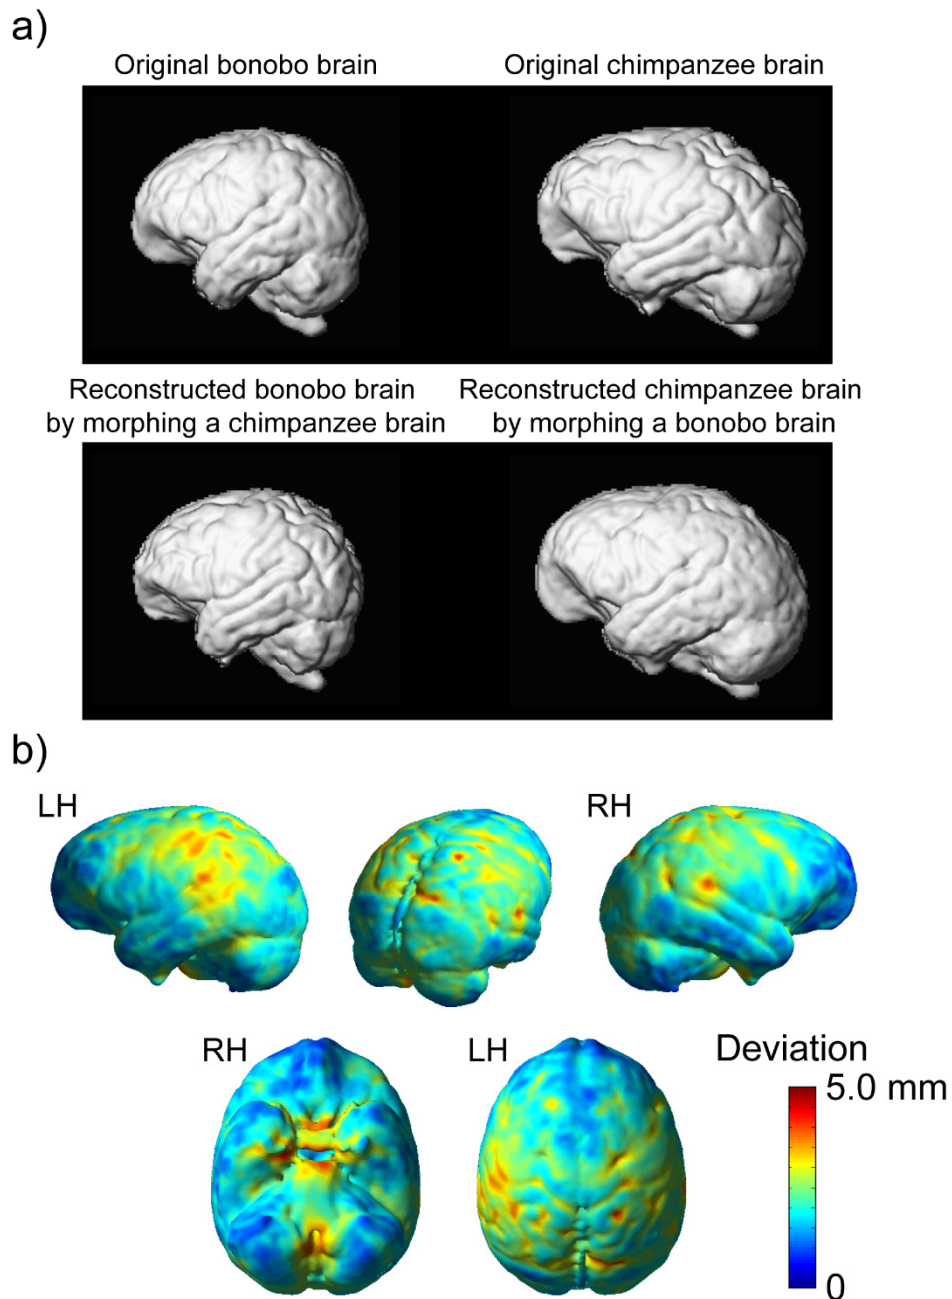 a)
Original bonobo brain
Original chimpanzee brain
Reconstructed bonobo brain
by morphing a chimpanzee brain
Reconstructed chimpanzee brain
by morphing a bonobo brain
b)
LH
RH
RH
LH
Deviation
5.0 mm
0